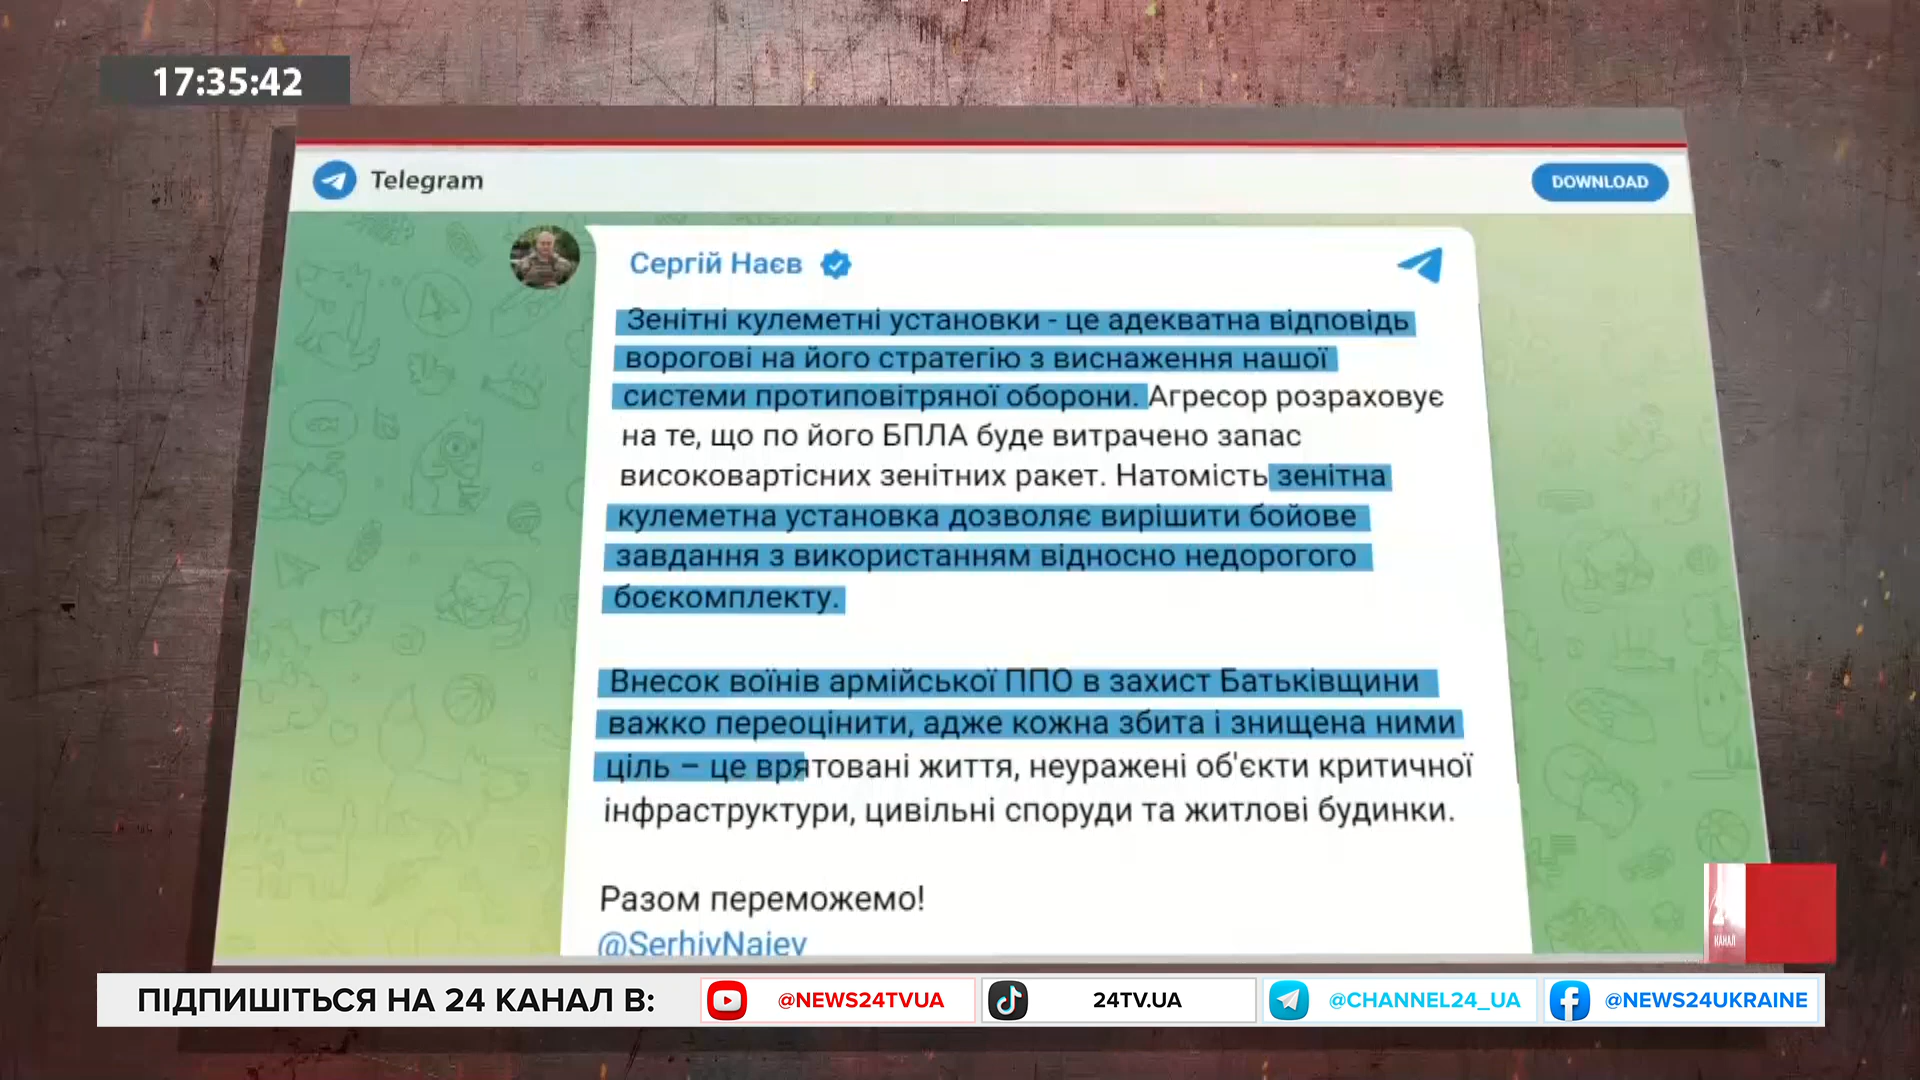 17:35:42
Telegram
DOWNLOAD
Сергій Наєв
Зенітні кулеметні установки - це адекватна відповідь
ворогові на його стратегію з виснаження нашої
системи протиповітряної оборони. Агресор розраховує
на те, що по його БПЛА буде витрачено запас
високовартісних зенітних ракет. Натомість зенітна
кулеметна установка дозволяє вирішити бойове
завдання з використанням відносно недорогого
боєкомплекту.
Внесок воїнів армійської ППО в захист Батьківщини
важко переоцінити, адже кожна збита і знищена ними
ціль – це врятовані життя, неуражені об'єкти критичної
інфраструктури, цивільні споруди та житлові будинки.
Разом переможемо!
@SerhiyNaiev
КАНАЛ
ПІДПИШІТЬСЯ НА 24 КАНАЛ В:
@NEWS24TVUA
24TV.UA
@CHANNEL24_UA
@NEWS24UKRAINE